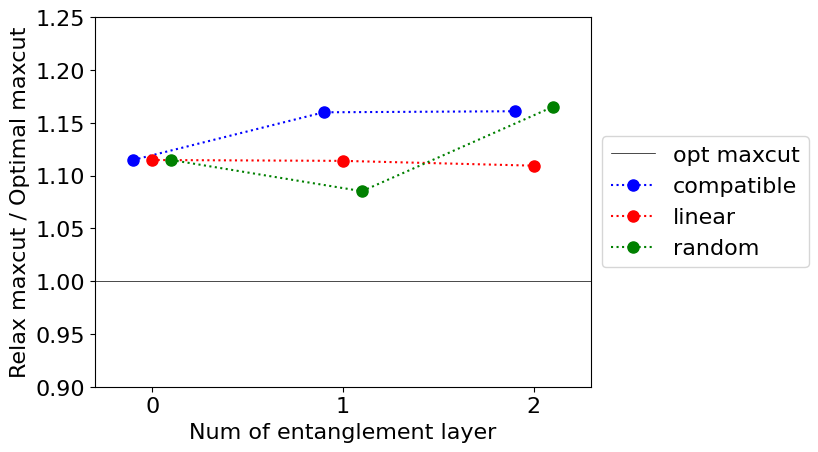 Relax maxcut / Optimal maxcut
1.25
1.20
1.15
1.10
1.05
1.00
0.95
0.90
0
1
2
Num of entanglement layer
opt maxcut
compatible
linear
random